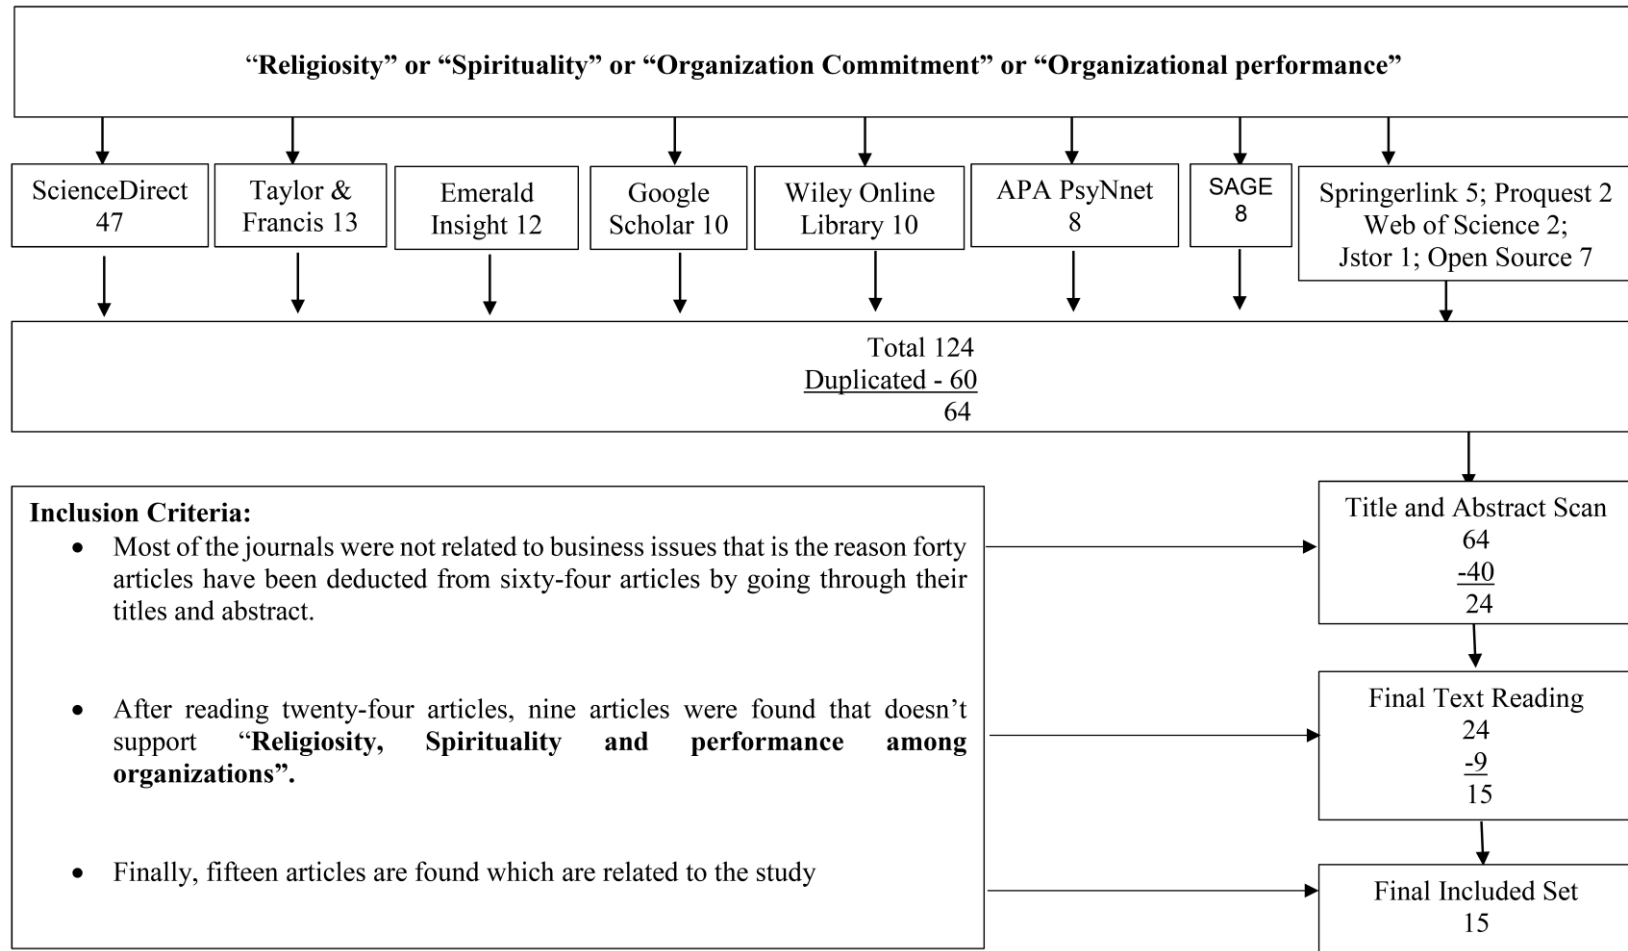 “Religiosity” or “Spirituality” or “Organization Commitment” or “Organizational performance”
ScienceDirect
47
Taylor &
Francis 13
Emerald
Insight 12
Google
Scholar 10
Wiley Online
Library 10
APA PsyNnet
8
SAGE
8
Springerlink 5; Proquest 2
Web of Science 2;
Jstor 1; Open Source 7
Total 124
Duplicated - 60
64
Inclusion Criteria:
• Most of the journals were not related to business issues that is the reason forty
articles have been deducted from sixty-four articles by going through their
titles and abstract.
• After reading twenty-four articles, nine articles were found that doesn’t
support “Religiosity, Spirituality and performance among
organizations”.
• Finally, fifteen articles are found which are related to the study
Title and Abstract Scan
64
-40
24
Final Text Reading
24
-9
15
Final Included Set
15